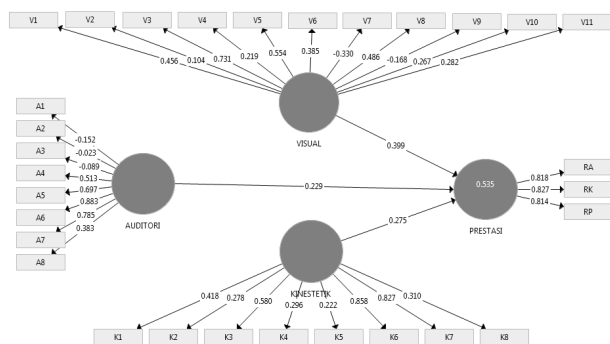 V1 V2 V3 V4 V5 V6 V7 V8 V9 V10 V11
0.456 0.104 0.731 0.219 0.554 0.385 -0.330 0.486 -0.168 0.267 0.282
VISUAL
A1
A2
A3
A4
A5
A6
A7
A8
-0.152
-0.023
-0.089
0.513
0.697
0.883
0.785
0.383
AUDITORI
0.399
0.229
0.275
0.535
PRESTASI
0.818
0.827
0.814
RA
RK
RP
KINESTETIK
0.418 0.278 0.580 0.296 0.222 0.858 0.827 0.310
K1 K2 K3 K4 K5 K6 K7 K8